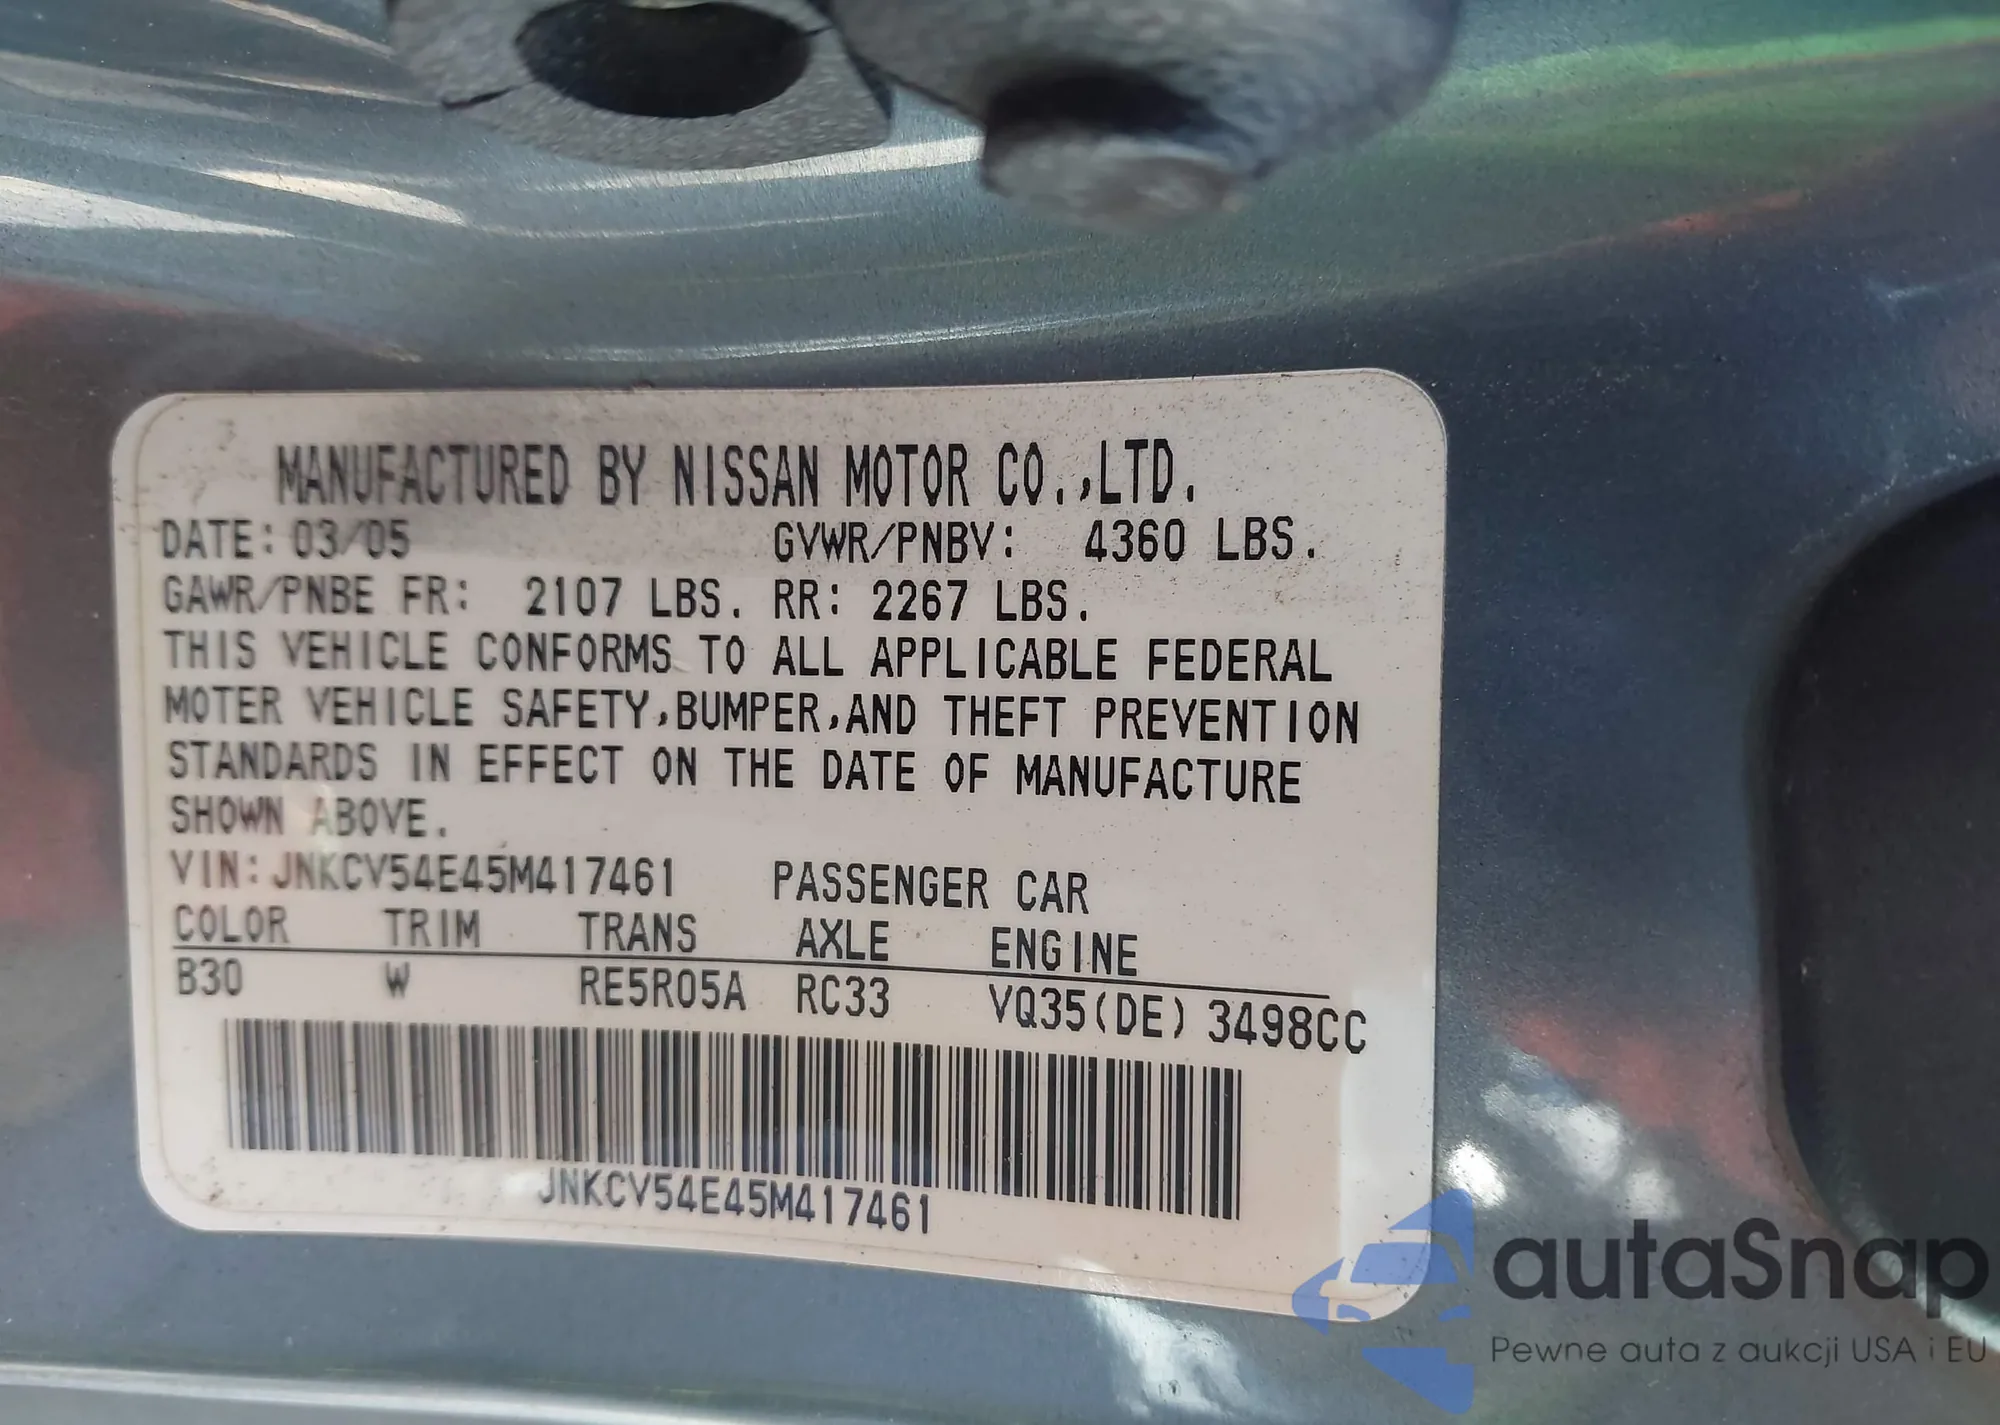 MANUFACTURED BY NISSAN MOTOR CO.,LTD.
DATE: 03/05 GVWR/PNBV: 4360 LBS.
GAWR/PNBE FR: 2107 LBS. RR: 2267 LBS.
THIS VEHICLE CONFORMS TO ALL APPLICABLE FEDERAL
MOTER VEHICLE SAFETY,BUMPER,AND THEFT PREVENTION
STANDARDS IN EFFECT ON THE DATE OF MANUFACTURE
SHOWN ABOVE.
VIN: JNKCV54E45M417461 PASSENGER CAR
COLOR TRIM TRANS AXLE ENGINE
B30 W RE5R05A RC33 VQ35(DE) 3498CC
JNKCV54E45M417461
autaSnap
Pewne auta z aukcji USA i EU